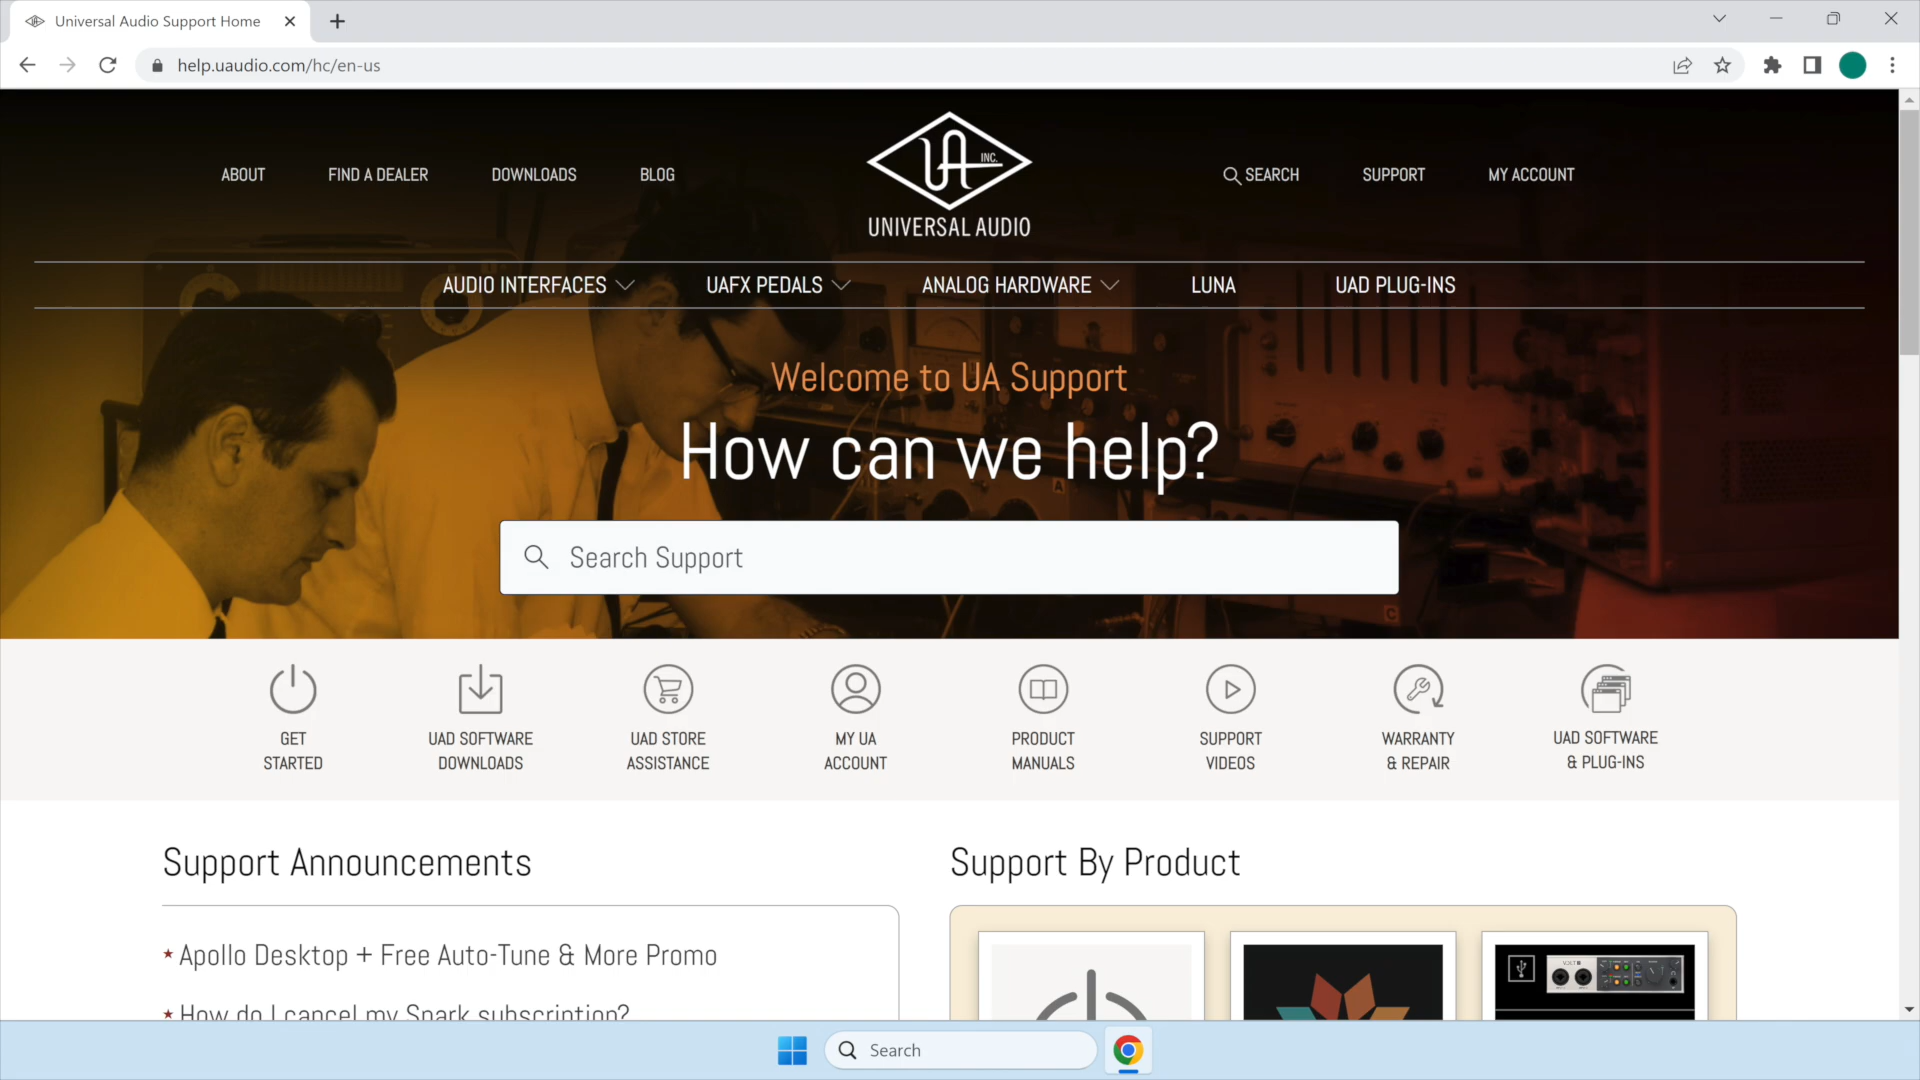 Universal Audio Support Home
help.uaudio.com/hc/en-us
ABOUT
FIND A DEALER
DOWNLOADS
BLOG
UA INC.
UNIVERSAL AUDIO
SEARCH
SUPPORT
MY ACCOUNT
AUDIO INTERFACES
UAFX PEDALS
ANALOG HARDWARE
LUNA
UAD PLUG-INS
Welcome to UA Support
How can we help?
Search Support
GET
STARTED
UAD SOFTWARE
DOWNLOADS
UAD STORE
ASSISTANCE
MY UA
ACCOUNT
PRODUCT
MANUALS
SUPPORT
VIDEOS
WARRANTY
& REPAIR
UAD SOFTWARE
& PLUG-INS
Support Announcements
Apollo Desktop + Free Auto-Tune & More Promo
How do I cancel my Spark subscription?
Support By Product
Search